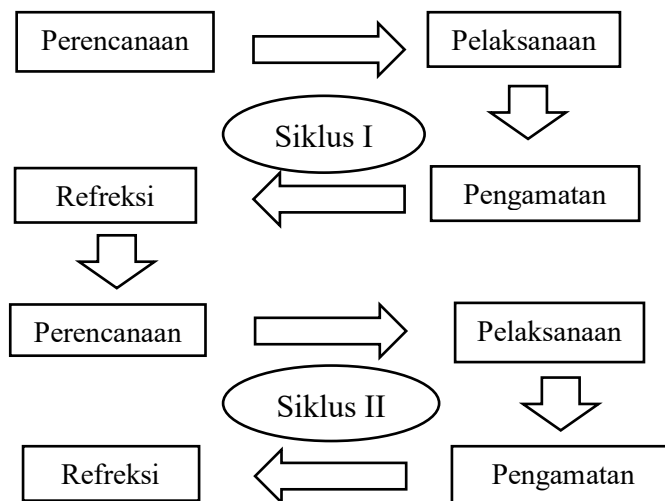 Perencanaan
Pelaksanaan
Siklus I
Refreksi
Pengamatan
Perencanaan
Pelaksanaan
Siklus II
Refreksi
Pengamatan